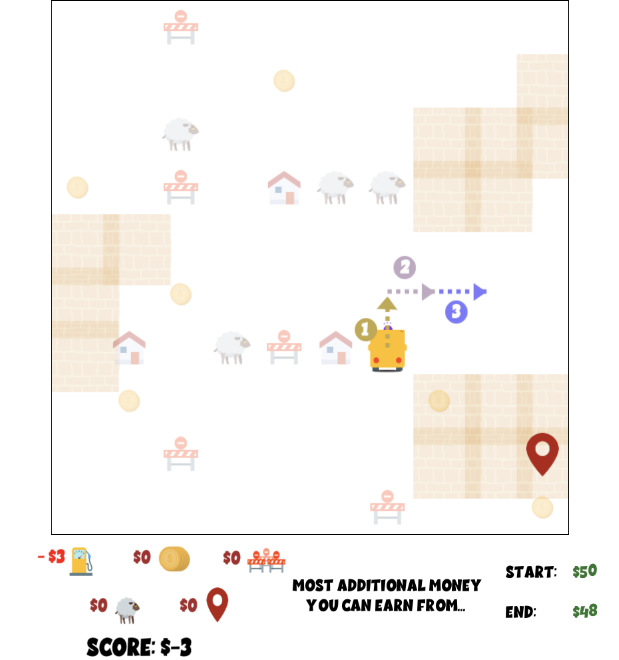 2
3
1
- $3
$0
$0
$0
$0
SCORE: $-3
MOST ADDITIONAL MONEY
YOU CAN EARN FROM...
START: $50
END: $48